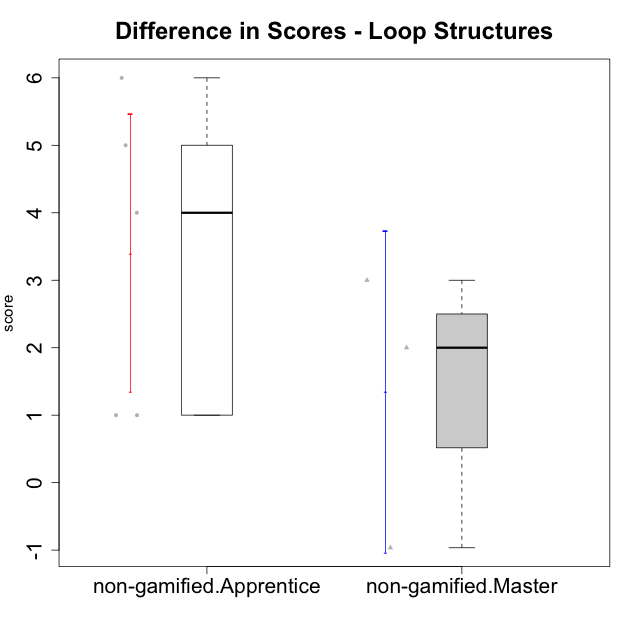 Difference in Scores - Loop Structures
score
6
5
4
3
2
1
0
-1
non-gamified.Apprentice non-gamified.Master